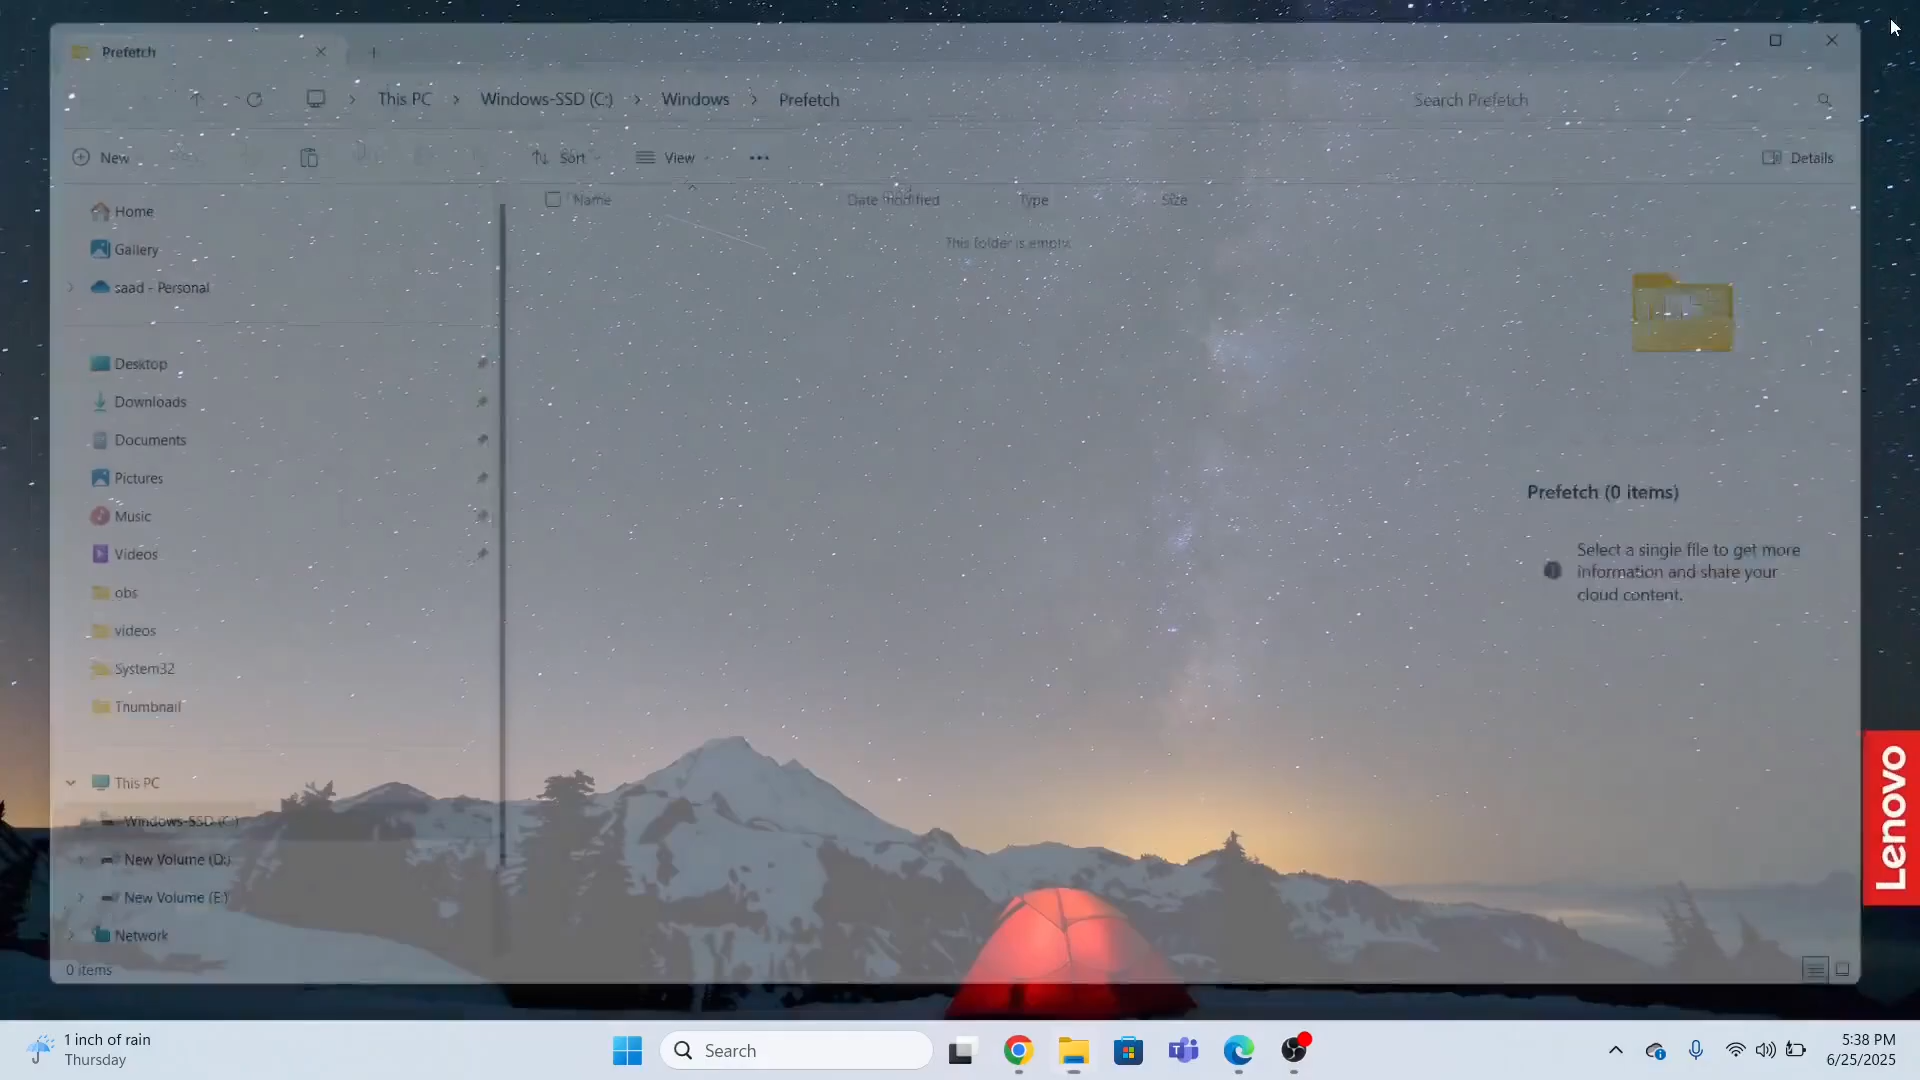 Prefetch
This PC
Windows-SSD (C:)
Windows
Prefetch
Search Prefetch
New
Sort
View
Details
Name
Date modified
Type
Size
This folder is empty.
Home
Gallery
saad - Personal
Desktop
Downloads
Documents
Pictures
Music
Videos
obs
videos
System32
Thumbnail
This PC
Windows-SSD (C:)
New Volume (D:)
New Volume (E:)
Network
0 items
Prefetch (0 items)
Select a single file to get more
information and share your
cloud content.
Lenovo
1 inch of rain
Thursday
Search
5:38 PM
6/25/2025